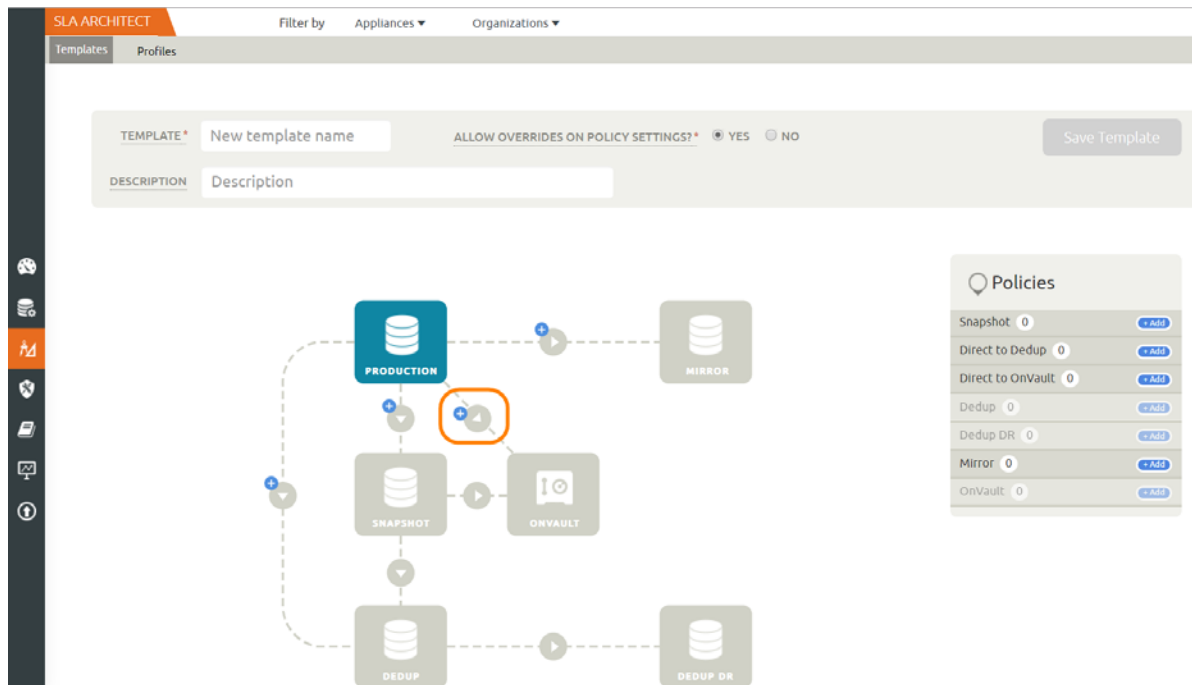 SLA ARCHITECT Filter by Appliances ▾ Organizations ▾
Templates Profiles
TEMPLATE* New template name ALLOW OVERRIDES ON POLICY SETTINGS?* YES NO Save Template
DESCRIPTION Description
Policies
Snapshot 0 + Add
Direct to Dedup 0 + Add
Direct to OnVault 0 + Add
Dedup 0 + Add
Dedup DR 0 + Add
Mirror 0 + Add
OnVault 0 + Add
PRODUCTION MIRROR
SNAPSHOT ONVAULT
DEDUP DEDUP DR